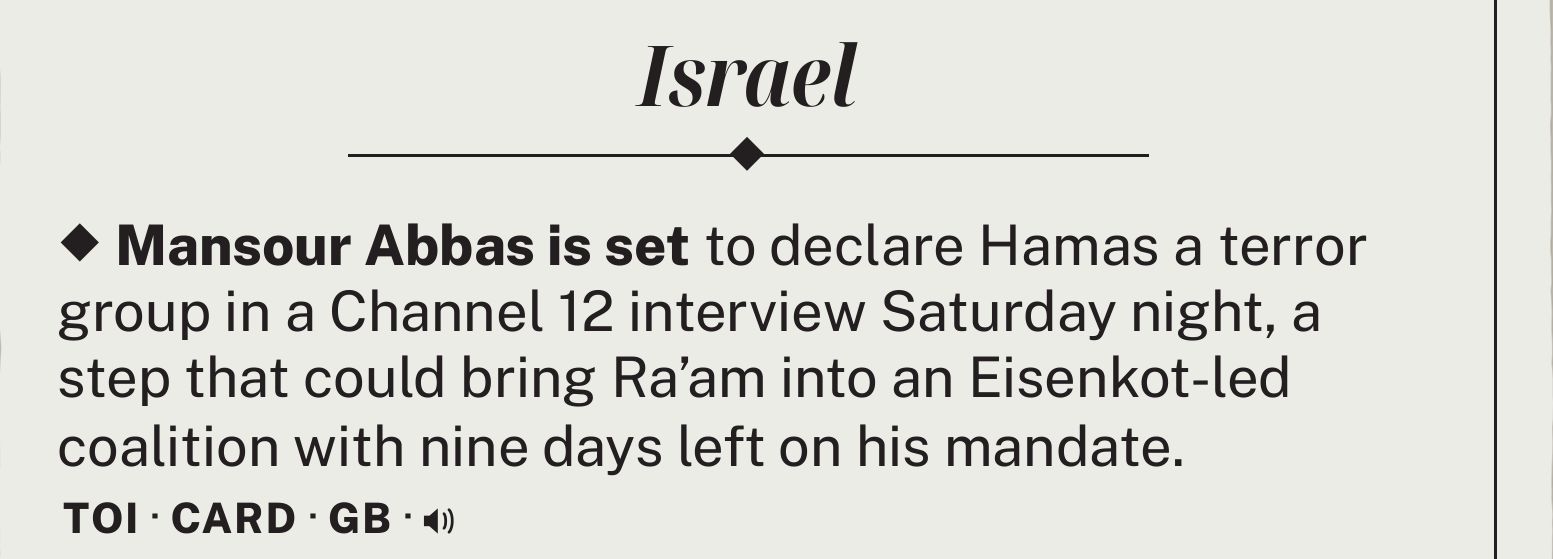 Israel
◆ Mansour Abbas is set to declare Hamas a terror
group in a Channel 12 interview Saturday night, a
step that could bring Ra’am into an Eisenkot-led
coalition with nine days left on his mandate.
TOI · CARD · GB ·